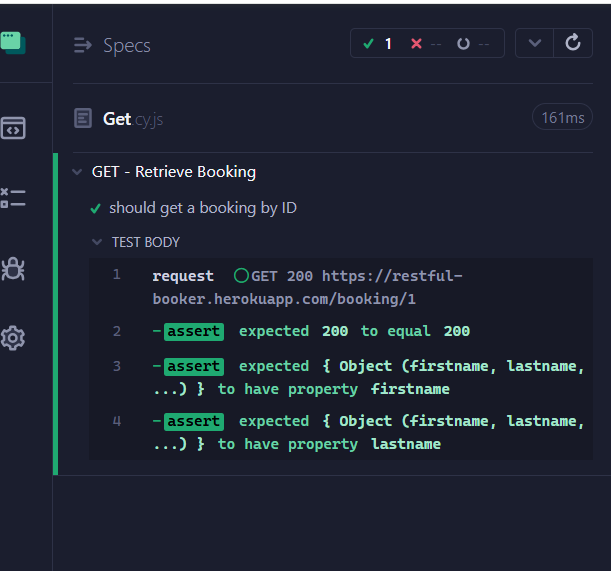 Specs
1 -- --
Get.cy.js
161ms
GET - Retrieve Booking
should get a booking by ID
TEST BODY
1 request GET 200 https://restful-
booker.herokuapp.com/booking/1
2 -assert expected 200 to equal 200
3 -assert expected { Object (firstname, lastname,
...) } to have property firstname
4 -assert expected { Object (firstname, lastname,
...) } to have property lastname